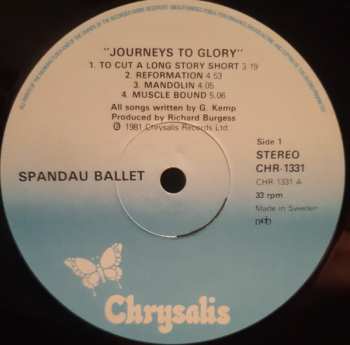 "JOURNEYS TO GLORY"
1. TO CUT A LONG STORY SHORT 3.19
2. REFORMATION 4.53
3. MANDOLIN 4.05
4. MUSCLE BOUND 5.06
All songs written by G. Kemp
Produced by Richard Burgess
℗ 1981 Chrysalis Records Ltd.
Side 1
STEREO
CHR-1331
CHR 1331 A
33 rpm
Made in Sweden
n©b
SPANDAU BALLET
Chrysalis